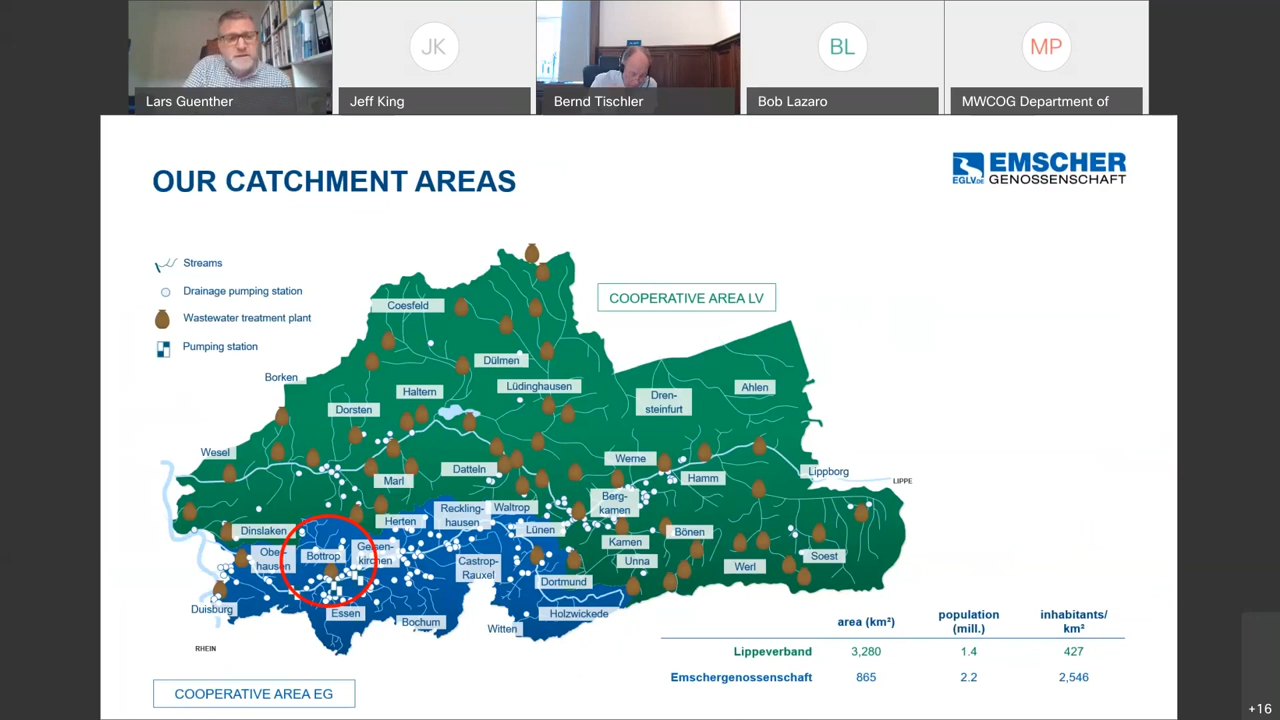 JK
BL
MP
Lars Guenther
Jeff King
Bernd Tischler
Bob Lazaro
MWCOG Department of
OUR CATCHMENT AREAS
EMSCHER
GENOSSENSCHAFT
EGLV.DE
Streams
Drainage pumping station
Wastewater treatment plant
Pumping station
COOPERATIVE AREA LV
Coesfeld
Dülmen
Borken
Haltern
Lüdinghausen
Ahlen
Dren-
steinfurt
Dorsten
Wesel
Werne
Datteln
Lippborg
Marl
Hamm
LIPPE
Berg-
kamen
Reckling-
hausen
Waltrop
Herten
Dinslaken
Lünen
Bönen
Kamen
Ober-
hausen
Bottrop
Gelsen-
kirchen
Castrop-
Rauxel
Unna
Werl
Soest
Dortmund
Duisburg
Essen
Bochum
Holzwickede
Witten
RHEIN
area (km²)
population
(mill.)
inhabitants/
km²
Lippeverband 3,280 1.4 427
Emschergenossenschaft 865 2.2 2,546
COOPERATIVE AREA EG
+16